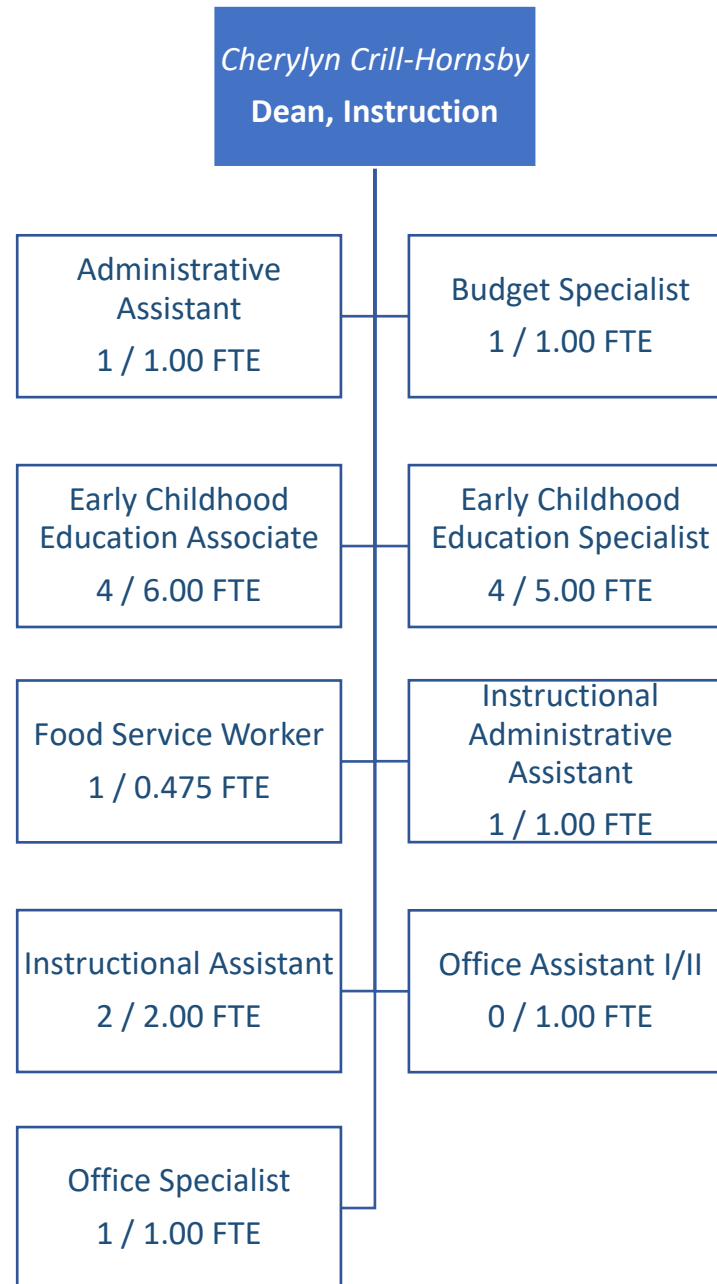 Cherylyn Crill-Hornsby
Dean, Instruction
Administrative
Assistant
1 / 1.00 FTE
Budget Specialist
1 / 1.00 FTE
Early Childhood
Education Associate
4 / 6.00 FTE
Early Childhood
Education Specialist
4 / 5.00 FTE
Food Service Worker
1 / 0.475 FTE
Instructional
Administrative
Assistant
1 / 1.00 FTE
Instructional Assistant
2 / 2.00 FTE
Office Assistant I/II
0 / 1.00 FTE
Office Specialist
1 / 1.00 FTE